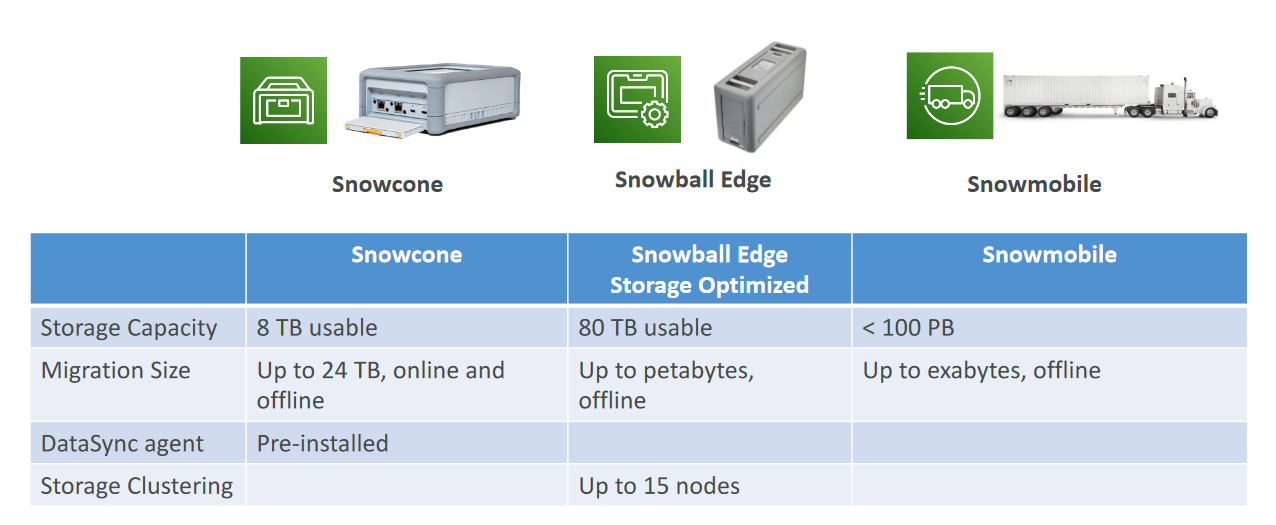 Snowcone
Snowball Edge
Snowmobile
Snowcone
Snowball Edge
Storage Optimized
Snowmobile
Storage Capacity
8 TB usable
80 TB usable
< 100 PB
Migration Size
Up to 24 TB, online and
offline
Up to petabytes,
offline
Up to exabytes, offline
DataSync agent
Pre-installed
Storage Clustering
Up to 15 nodes